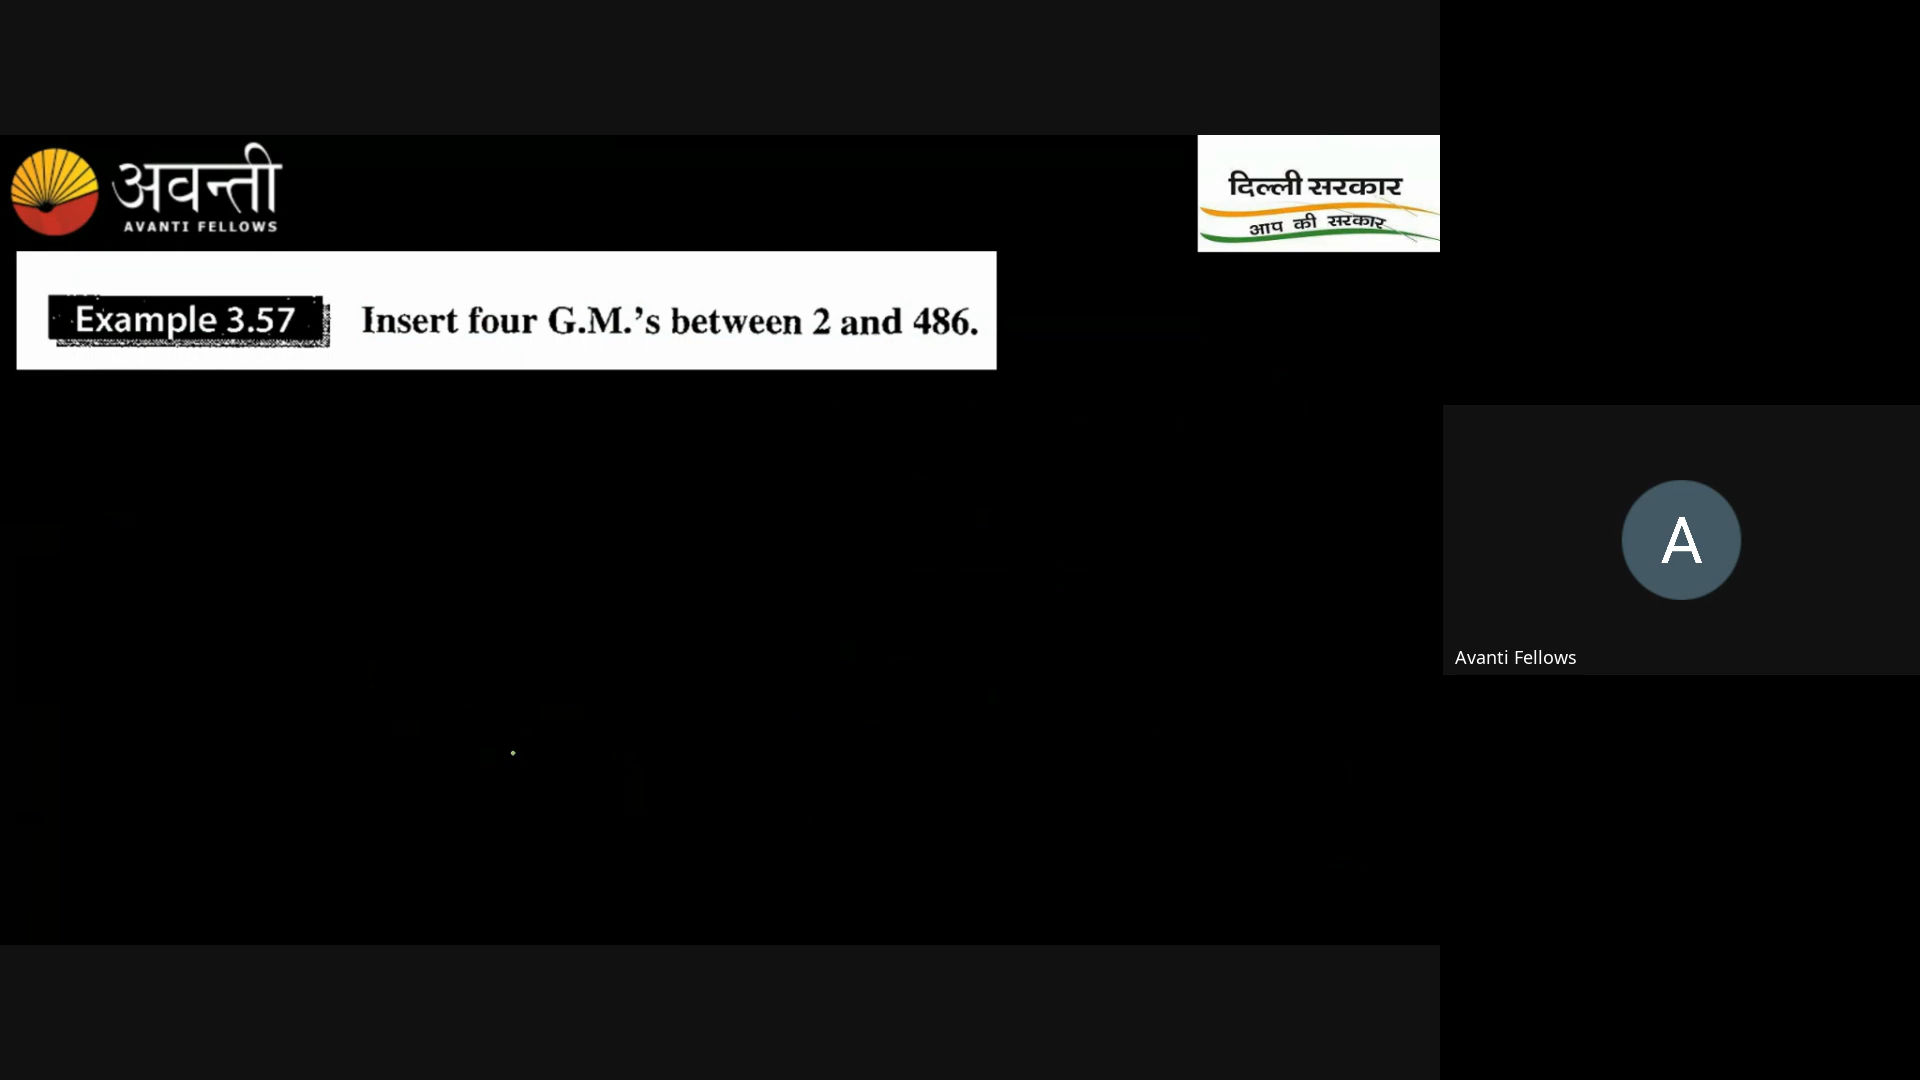 अवन्ती
AVANTI FELLOWS
दिल्ली सरकार
आप की सरकार
Example 3.57 Insert four G.M.'s between 2 and 486.
A
Avanti Fellows